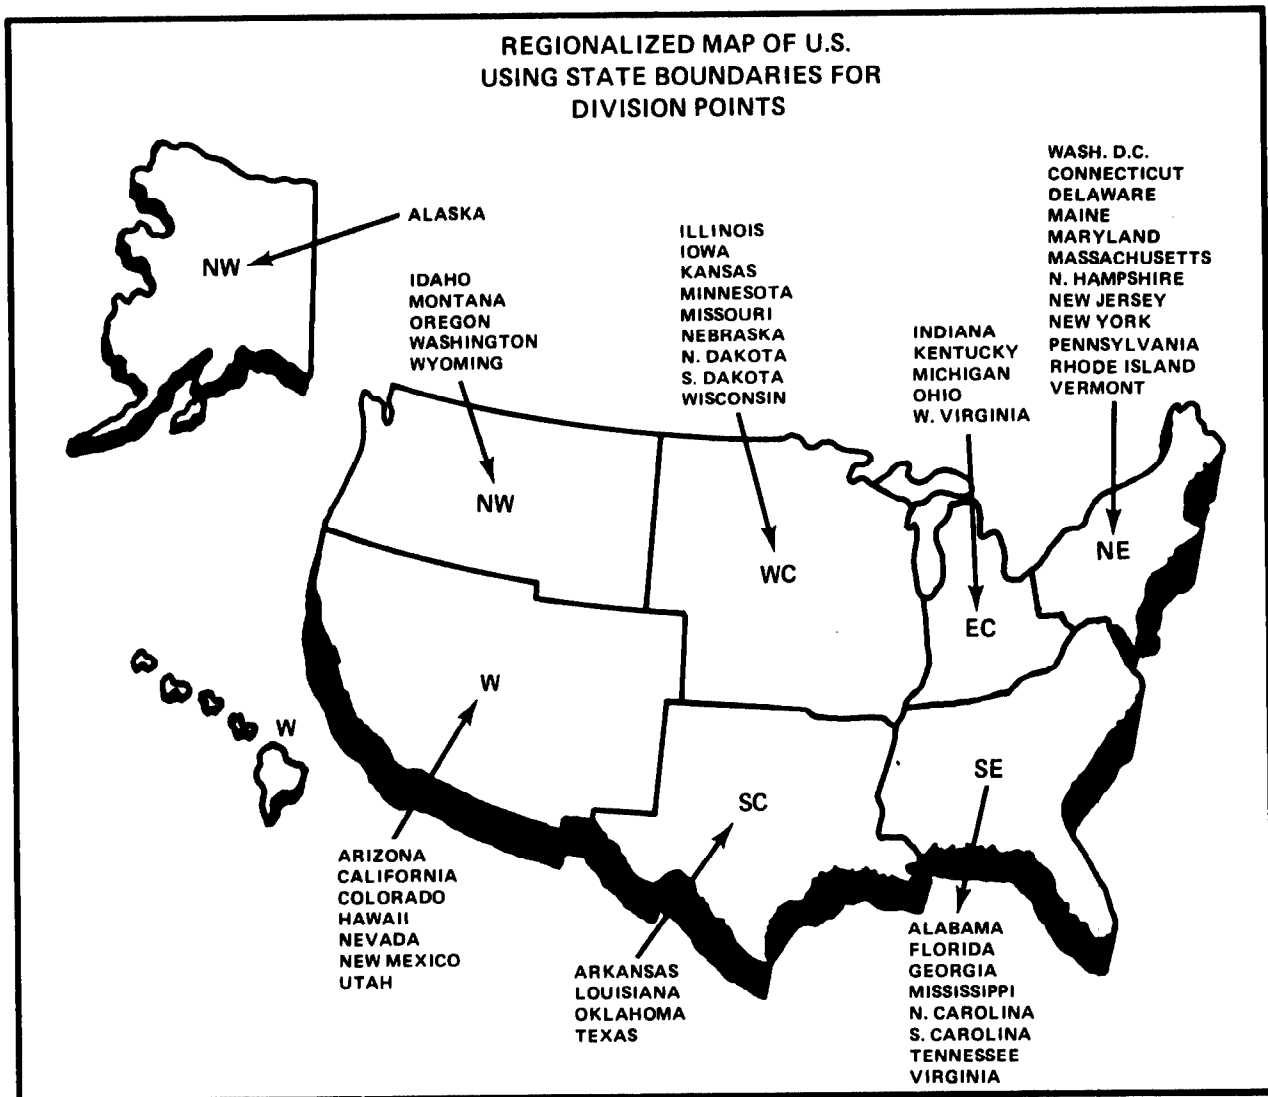 REGIONALIZED MAP OF U.S.
USING STATE BOUNDARIES FOR
DIVISION POINTS
ALASKA
NW
IDAHO
MONTANA
OREGON
WASHINGTON
WYOMING
NW
ILLINOIS
IOWA
KANSAS
MINNESOTA
MISSOURI
NEBRASKA
N. DAKOTA
S. DAKOTA
WISCONSIN
WC
INDIANA
KENTUCKY
MICHIGAN
OHIO
W. VIRGINIA
EC
WASH. D.C.
CONNECTICUT
DELAWARE
MAINE
MARYLAND
MASSACHUSETTS
N. HAMPSHIRE
NEW JERSEY
NEW YORK
PENNSYLVANIA
RHODE ISLAND
VERMONT
NE
W
W
ARIZONA
CALIFORNIA
COLORADO
HAWAII
NEVADA
NEW MEXICO
UTAH
SC
ARKANSAS
LOUISIANA
OKLAHOMA
TEXAS
SE
ALABAMA
FLORIDA
GEORGIA
MISSISSIPPI
N. CAROLINA
S. CAROLINA
TENNESSEE
VIRGINIA